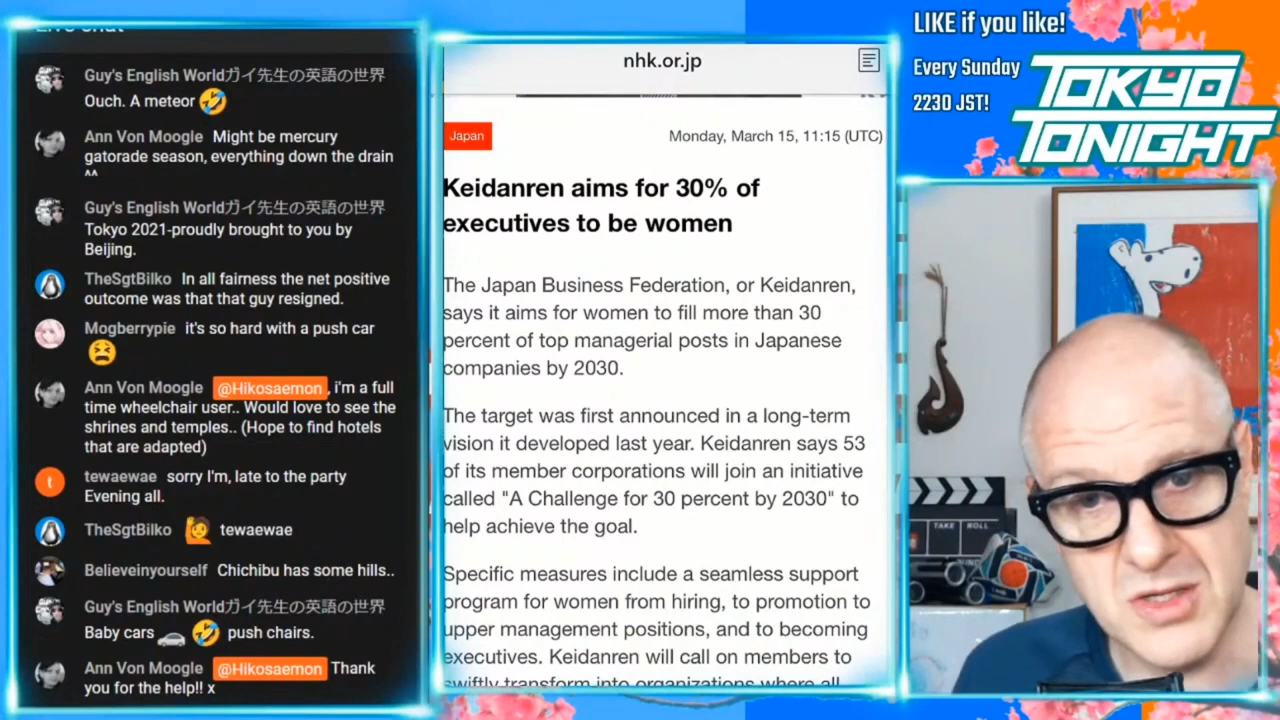 Live chat
Guy's English Worldガイ先生の英語の世界
Ouch. A meteor 🤣
Ann Von Moogle Might be mercury
gatorade season, everything down the drain
^^
Guy's English Worldガイ先生の英語の世界
Tokyo 2021-proudly brought to you by
Beijing.
TheSgtBilko In all fairness the net positive
outcome was that that guy resigned.
Mogberrypie it's so hard with a push car
😫
Ann Von Moogle @Hikosaemon, i'm a full
time wheelchair user.. Would love to see the
shrines and temples.. (Hope to find hotels
that are adapted)
t
tewaewae sorry I'm, late to the party
Evening all.
TheSgtBilko 🙋 tewaewae
Believeinyourself Chichibu has some hills..
Guy's English Worldガイ先生の英語の世界
Baby cars 🚗 🤣 push chairs.
Ann Von Moogle @Hikosaemon Thank
you for the help!! x
nhk.or.jp
Japan
Monday, March 15, 11:15 (UTC)
Keidanren aims for 30% of
executives to be women
The Japan Business Federation, or Keidanren,
says it aims for women to fill more than 30
percent of top managerial posts in Japanese
companies by 2030.
The target was first announced in a long-term
vision it developed last year. Keidanren says 53
of its member corporations will join an initiative
called "A Challenge for 30 percent by 2030" to
help achieve the goal.
Specific measures include a seamless support
program for women from hiring, to promotion to
upper management positions, and to becoming
executives. Keidanren will call on members to
swiftly transform into organizations where all
LIKE if you like!
Every Sunday
2230 JST!
TOKYO
TONIGHT
TAKE ROLL